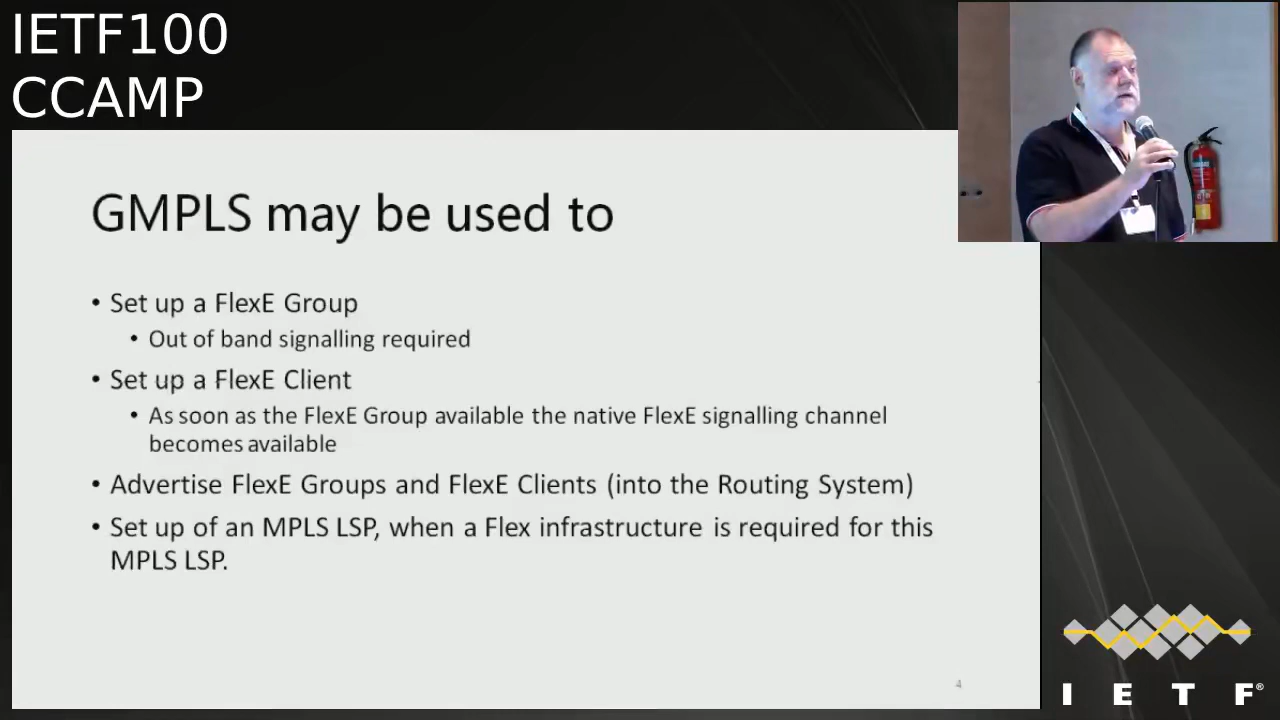 IETF100
CCAMP
GMPLS may be used to
• Set up a FlexE Group
• Out of band signalling required
• Set up a FlexE Client
• As soon as the FlexE Group available the native FlexE signalling channel
becomes available
• Advertise FlexE Groups and FlexE Clients (into the Routing System)
• Set up of an MPLS LSP, when a Flex infrastructure is required for this
MPLS LSP.
4
I E T F®